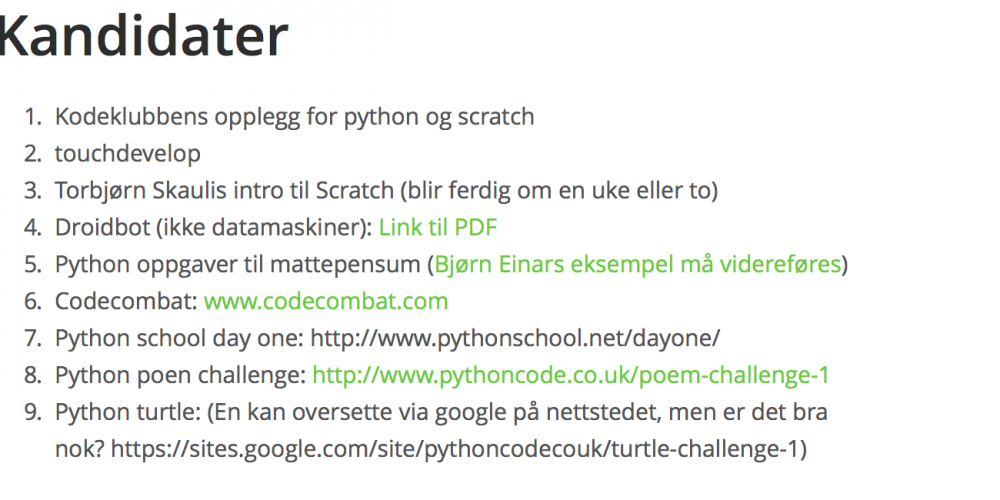 Kandidater
1. Kodeklubbens opplegg for python og scratch
2. touchdevelop
3. Torbjørn Skaulis intro til Scratch (blir ferdig om en uke eller to)
4. Droidbot (ikke datamaskiner): Link til PDF
5. Python oppgaver til mattepensum (Bjørn Einars eksempel må videreføres)
6. Codecombat: www.codecombat.com
7. Python school day one: http://www.pythonschool.net/dayone/
8. Python poen challenge: http://www.pythoncode.co.uk/poem-challenge-1
9. Python turtle: (En kan oversette via google på nettstedet, men er det bra
nok? https://sites.google.com/site/pythoncodecouk/turtle-challenge-1)